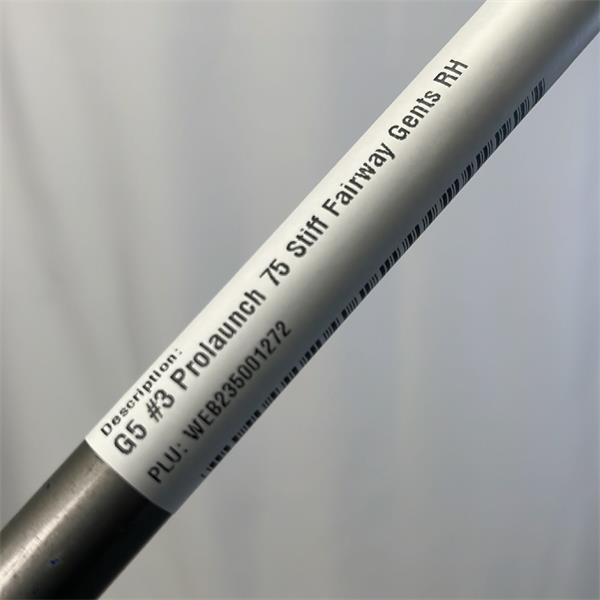 Description:
G5 #3 Prolaunch 75 Stiff Fairway Gents RH
PLU: WEB235001272